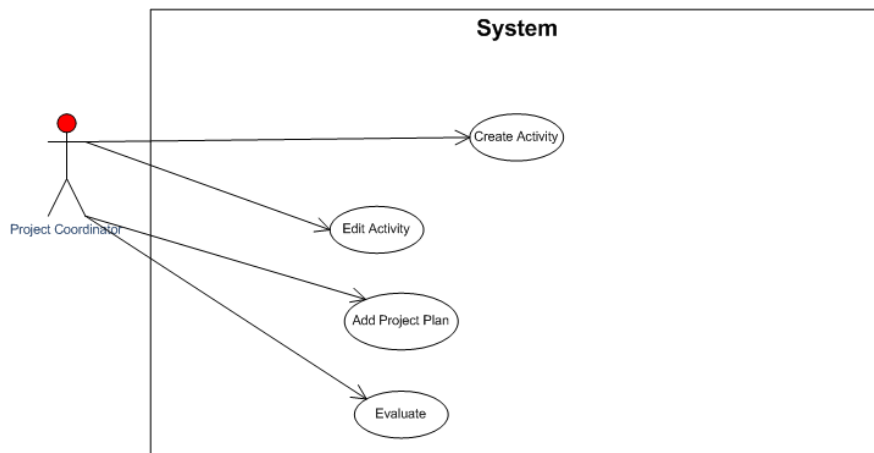 System
Create Activity
Project Coordinator
Edit Activity
Add Project Plan
Evaluate